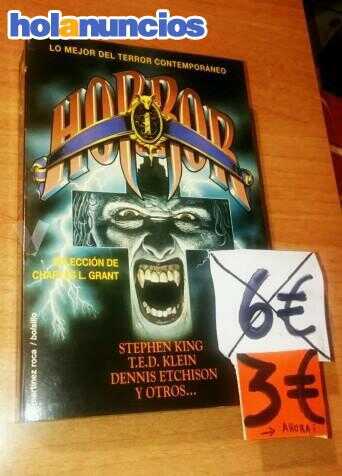 holanuncios
LO MEJOR DEL TERROR CONTEMPORÁNEO
HORROR
1
SELECCIÓN DE
CHARLES L. GRANT
STEPHEN KING
T.E.D. KLEIN
DENNIS ETCHISON
Y OTROS...
martínez roca / bolsillo
6€
3€
→ AHORA!